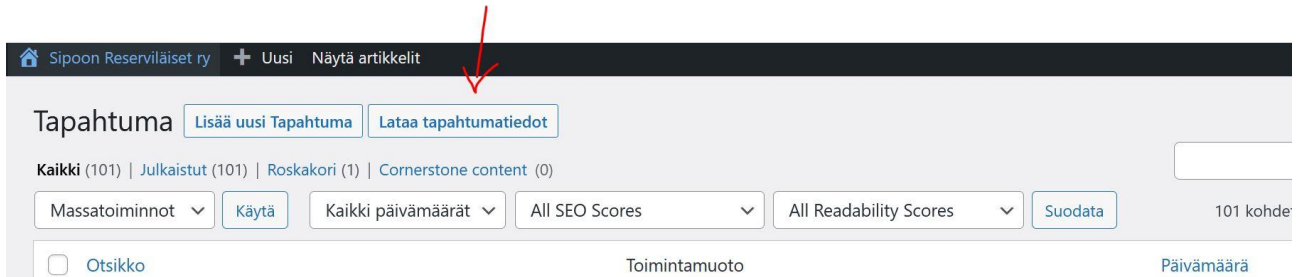 Sipoon Reserviläiset ry + Uusi Näytä artikkelit
Tapahtuma Lisää uusi Tapahtuma Lataa tapahtumatiedot
Kaikki (101) | Julkaistut (101) | Roskakori (1) | Cornerstone content (0)
Massatoiminnot Käytä Kaikki päivämäärät All SEO Scores All Readability Scores Suodata 101 kohdet
Otsikko Toimintamuoto Päivämäärä